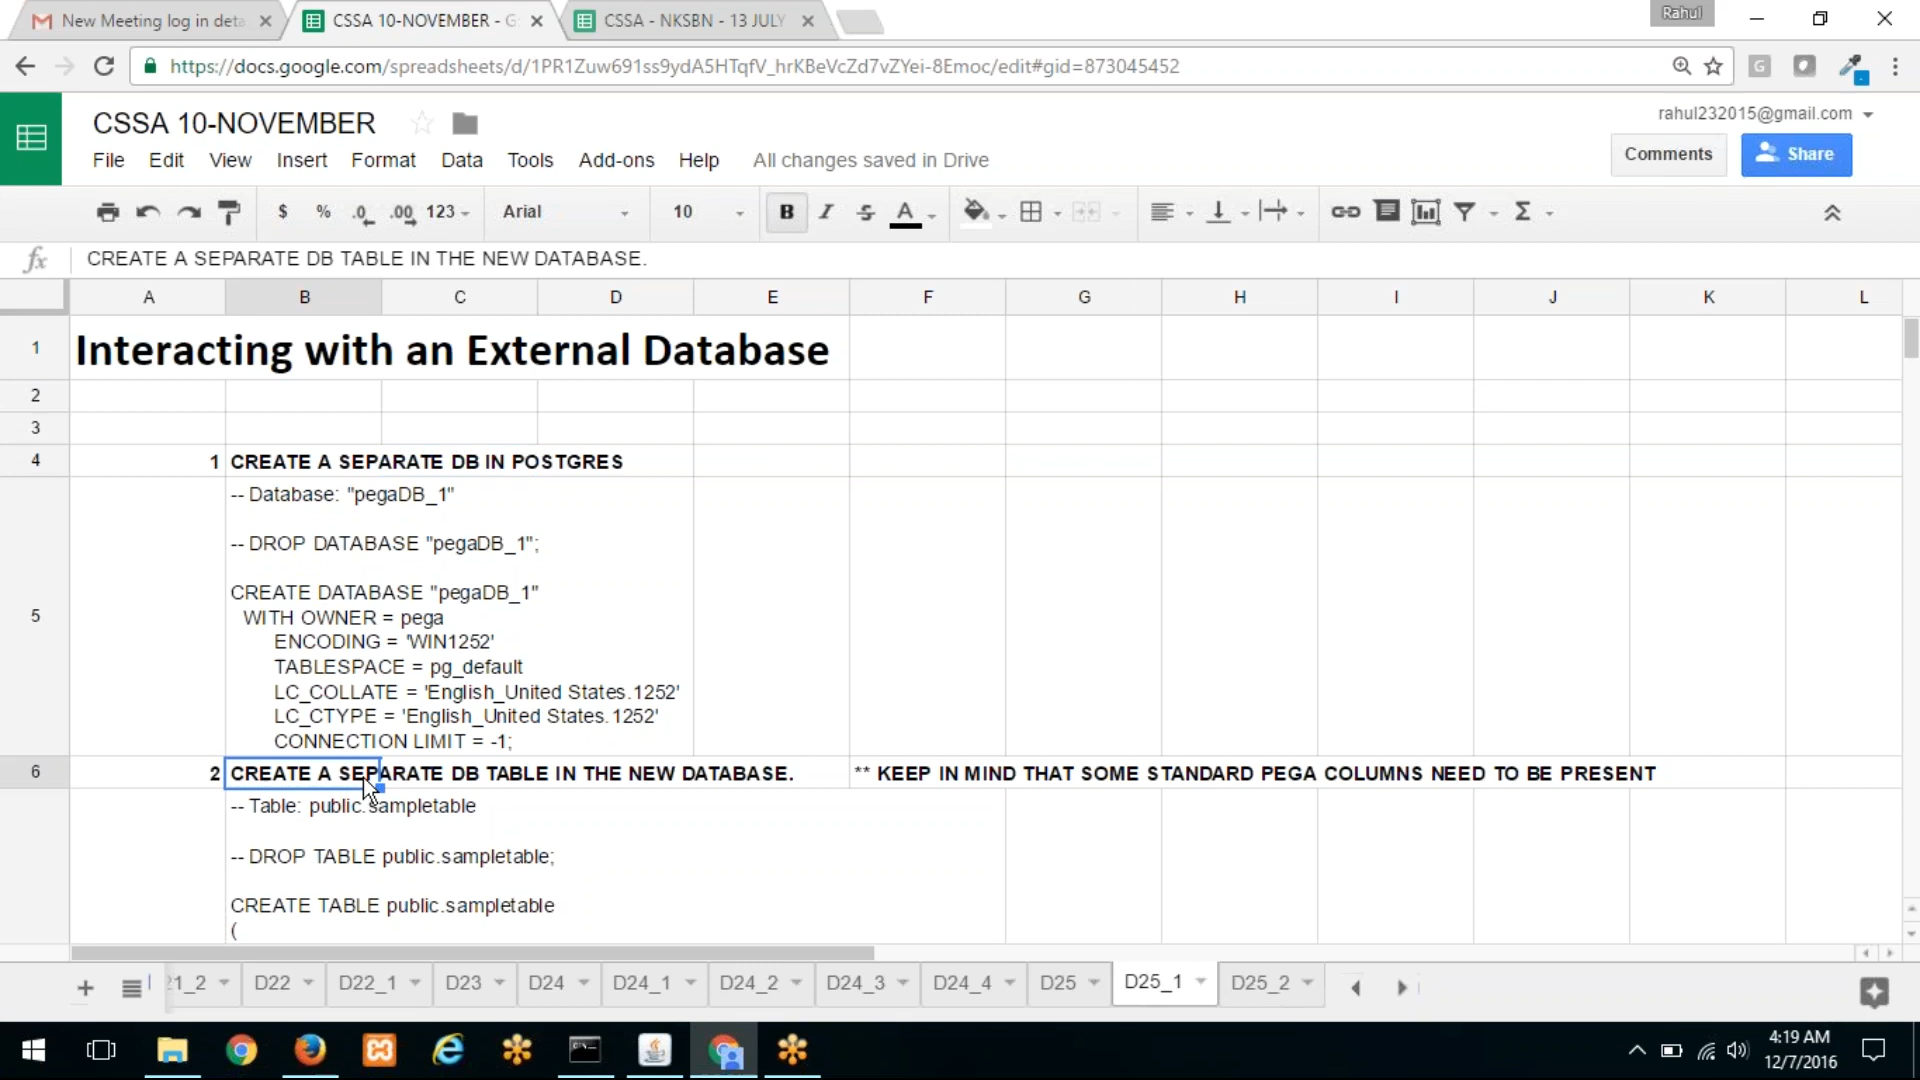 New Meeting log in deta
CSSA 10-NOVEMBER - G
CSSA - NKSBN - 13 JULY
Rahul
https://docs.google.com/spreadsheets/d/1PR1Zuw691ss9ydA5HTqfV_hrKBeVcZd7vZYei-8Emoc/edit#gid=873045452
CSSA 10-NOVEMBER
rahul232015@gmail.com
File Edit View Insert Format Data Tools Add-ons Help All changes saved in Drive
Comments Share
$ % .0 .00 123 Arial 10 B I S A Σ
fx CREATE A SEPARATE DB TABLE IN THE NEW DATABASE.
A B C D E F G H I J K L
1 Interacting with an External Database
2
3
4 1 CREATE A SEPARATE DB IN POSTGRES
-- Database: "pegaDB_1"
-- DROP DATABASE "pegaDB_1";
CREATE DATABASE "pegaDB_1"
5 WITH OWNER = pega
ENCODING = 'WIN1252'
TABLESPACE = pg_default
LC_COLLATE = 'English_United States.1252'
LC_CTYPE = 'English_United States.1252'
CONNECTION LIMIT = -1;
6 2 CREATE A SEPARATE DB TABLE IN THE NEW DATABASE. ** KEEP IN MIND THAT SOME STANDARD PEGA COLUMNS NEED TO BE PRESENT
-- Table: public.sampletable
-- DROP TABLE public.sampletable;
CREATE TABLE public.sampletable
(
21_2 D22 D22_1 D23 D24 D24_1 D24_2 D24_3 D24_4 D25 D25_1 D25_2
4:19 AM
12/7/2016